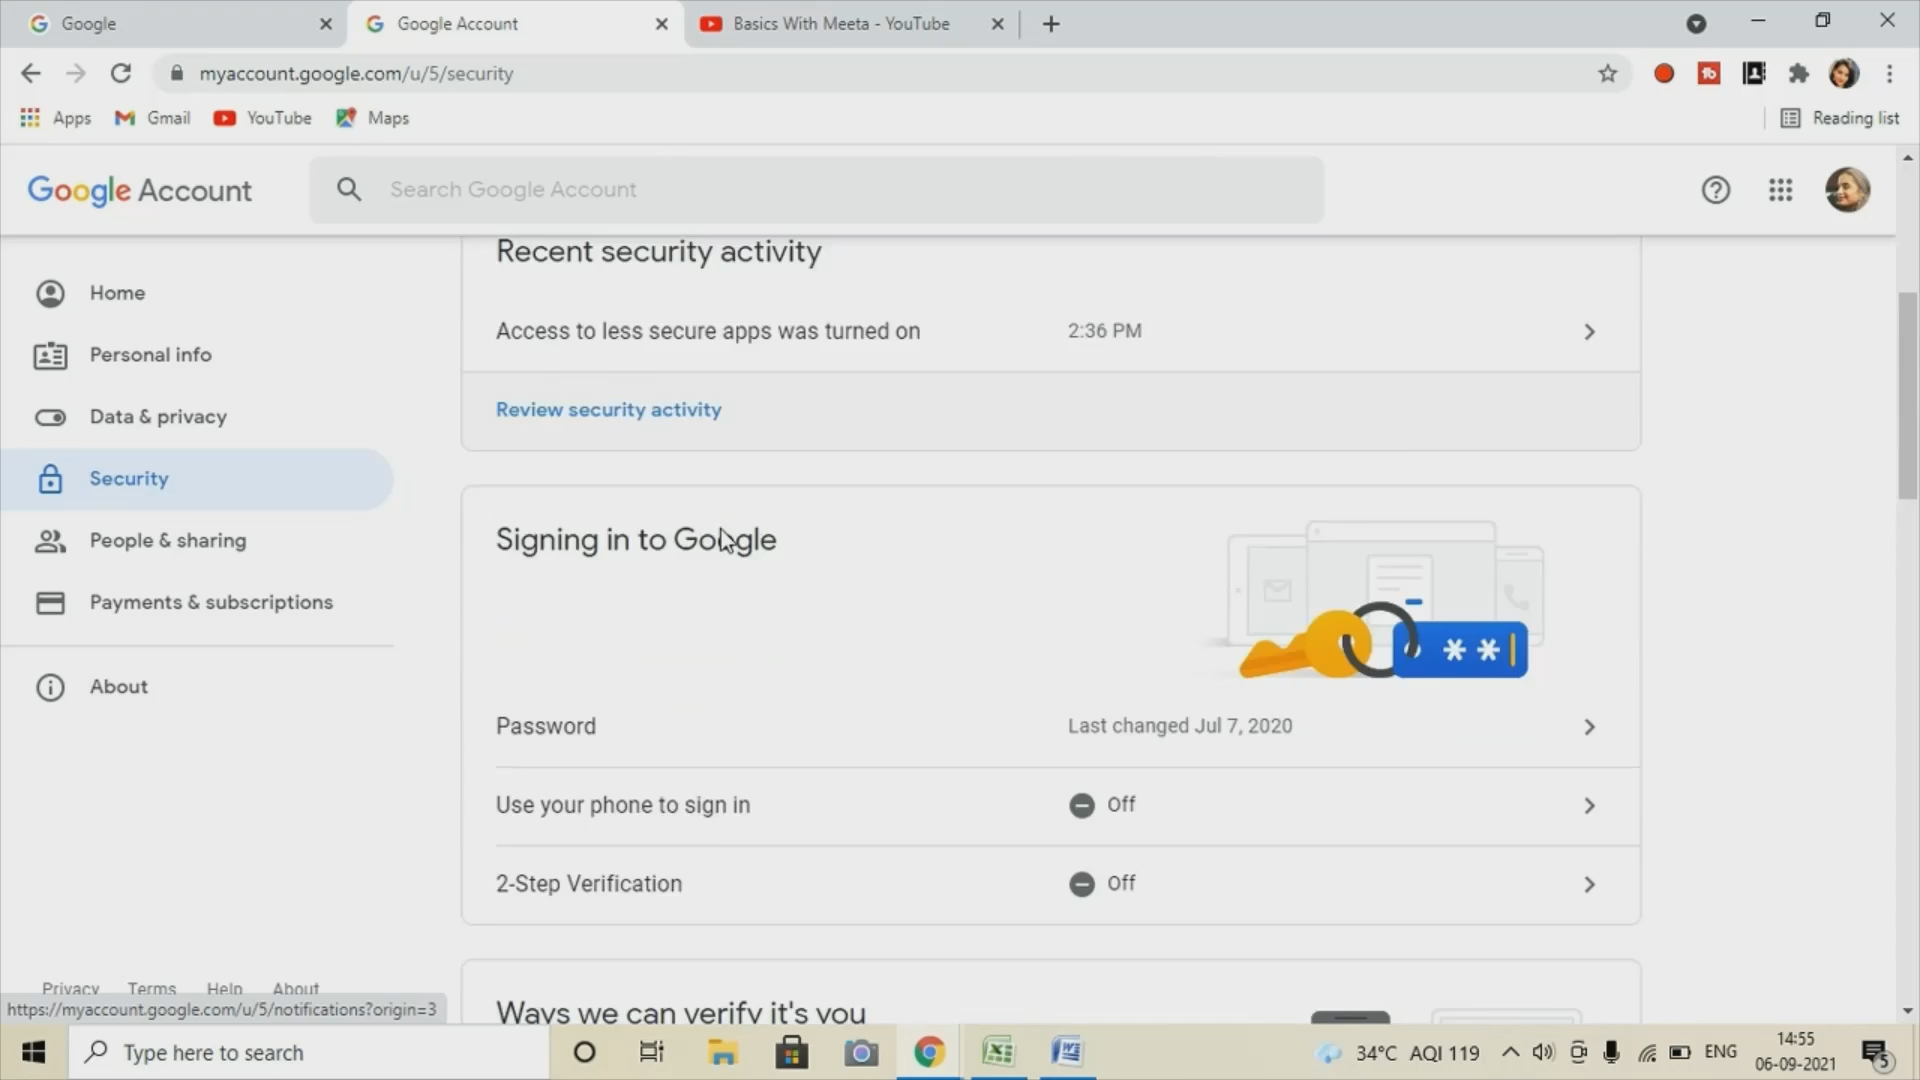 Google
Google Account
Basics With Meeta - YouTube
myaccount.google.com/u/5/security
Apps
Gmail
YouTube
Maps
Reading list
Google Account
Search Google Account
Home
Personal info
Data & privacy
Security
People & sharing
Payments & subscriptions
About
Recent security activity
Access to less secure apps was turned on 2:36 PM
Review security activity
Signing in to Google
**
Password Last changed Jul 7, 2020
Use your phone to sign in Off
2-Step Verification Off
Ways we can verify it's you
Privacy Terms Help About
https://myaccount.google.com/u/5/notifications?origin=3
Type here to search
34°C AQI 119
ENG
14:55
06-09-2021
5